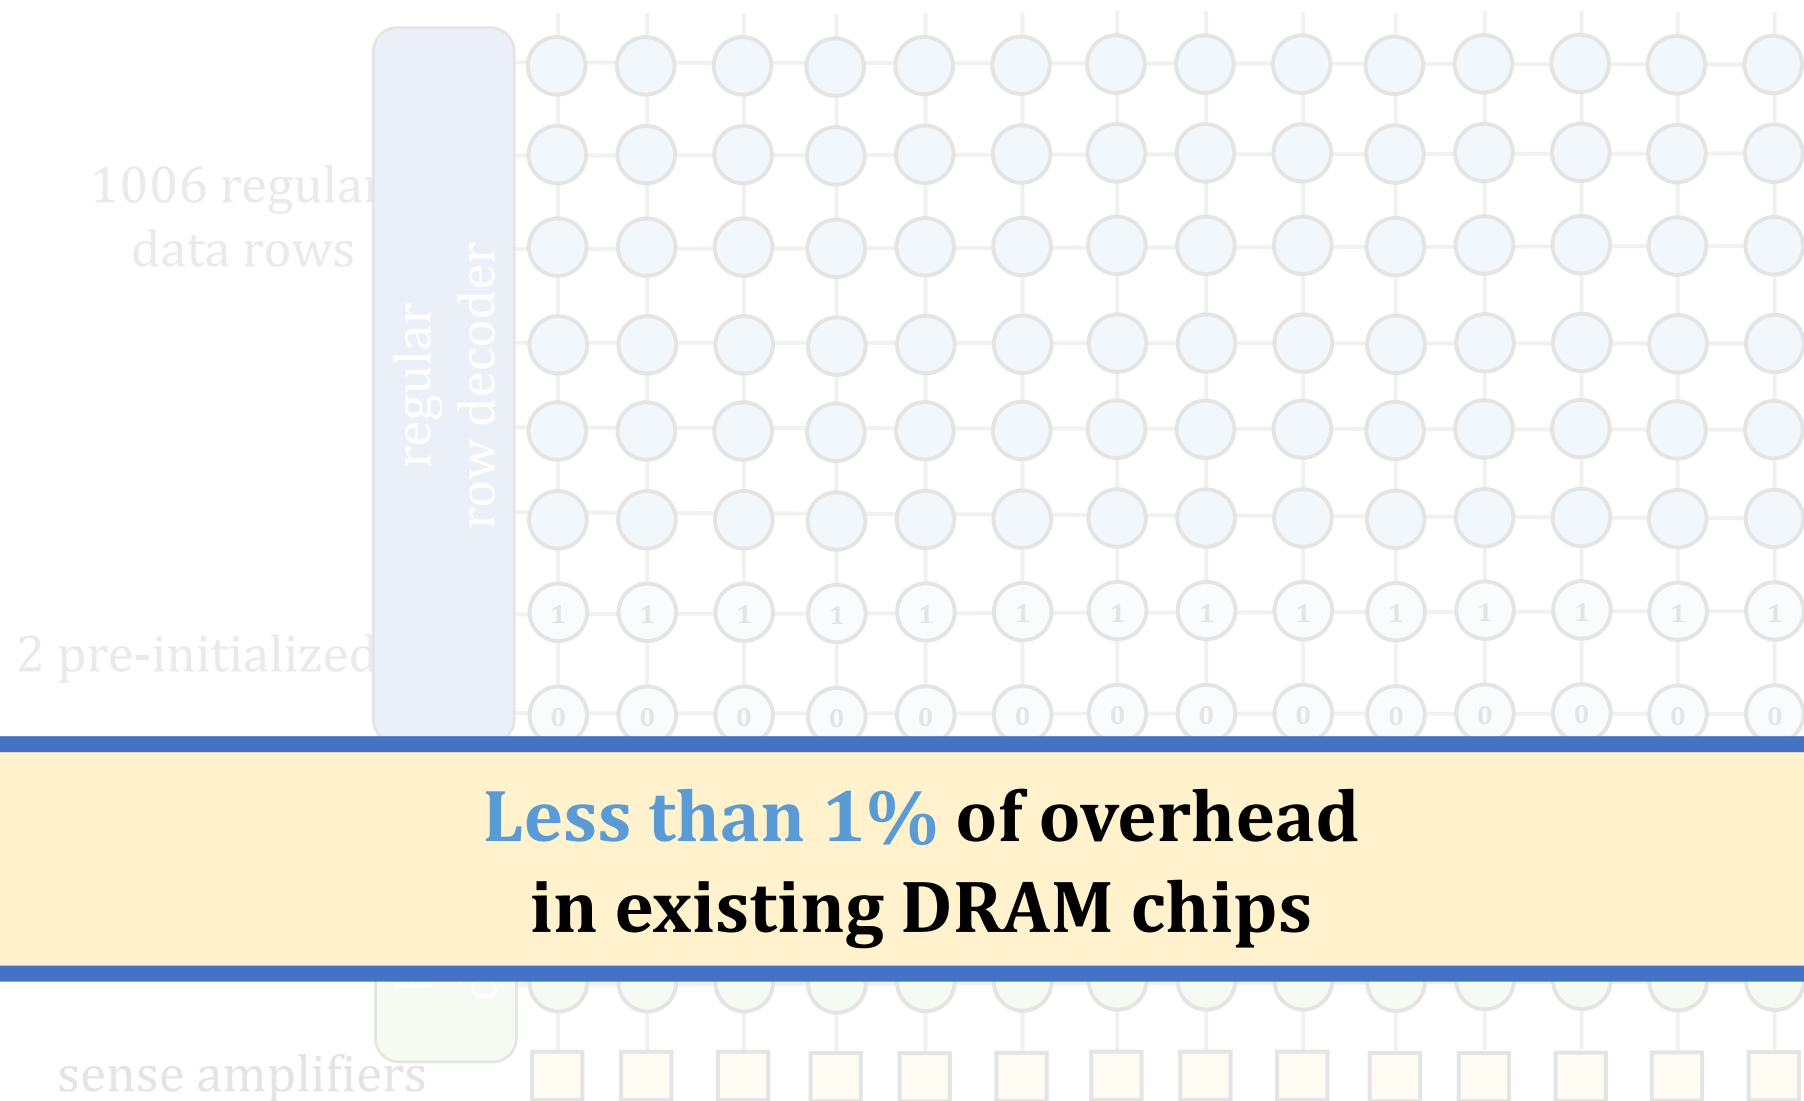 1006 regular
data rows
regular
row decoder
1 1 1 1 1 1 1 1 1 1 1 1 1 1
2 pre-initialized
0 0 0 0 0 0 0 0 0 0 0 0 0 0
Less than 1% of overhead
in existing DRAM chips
sense amplifiers